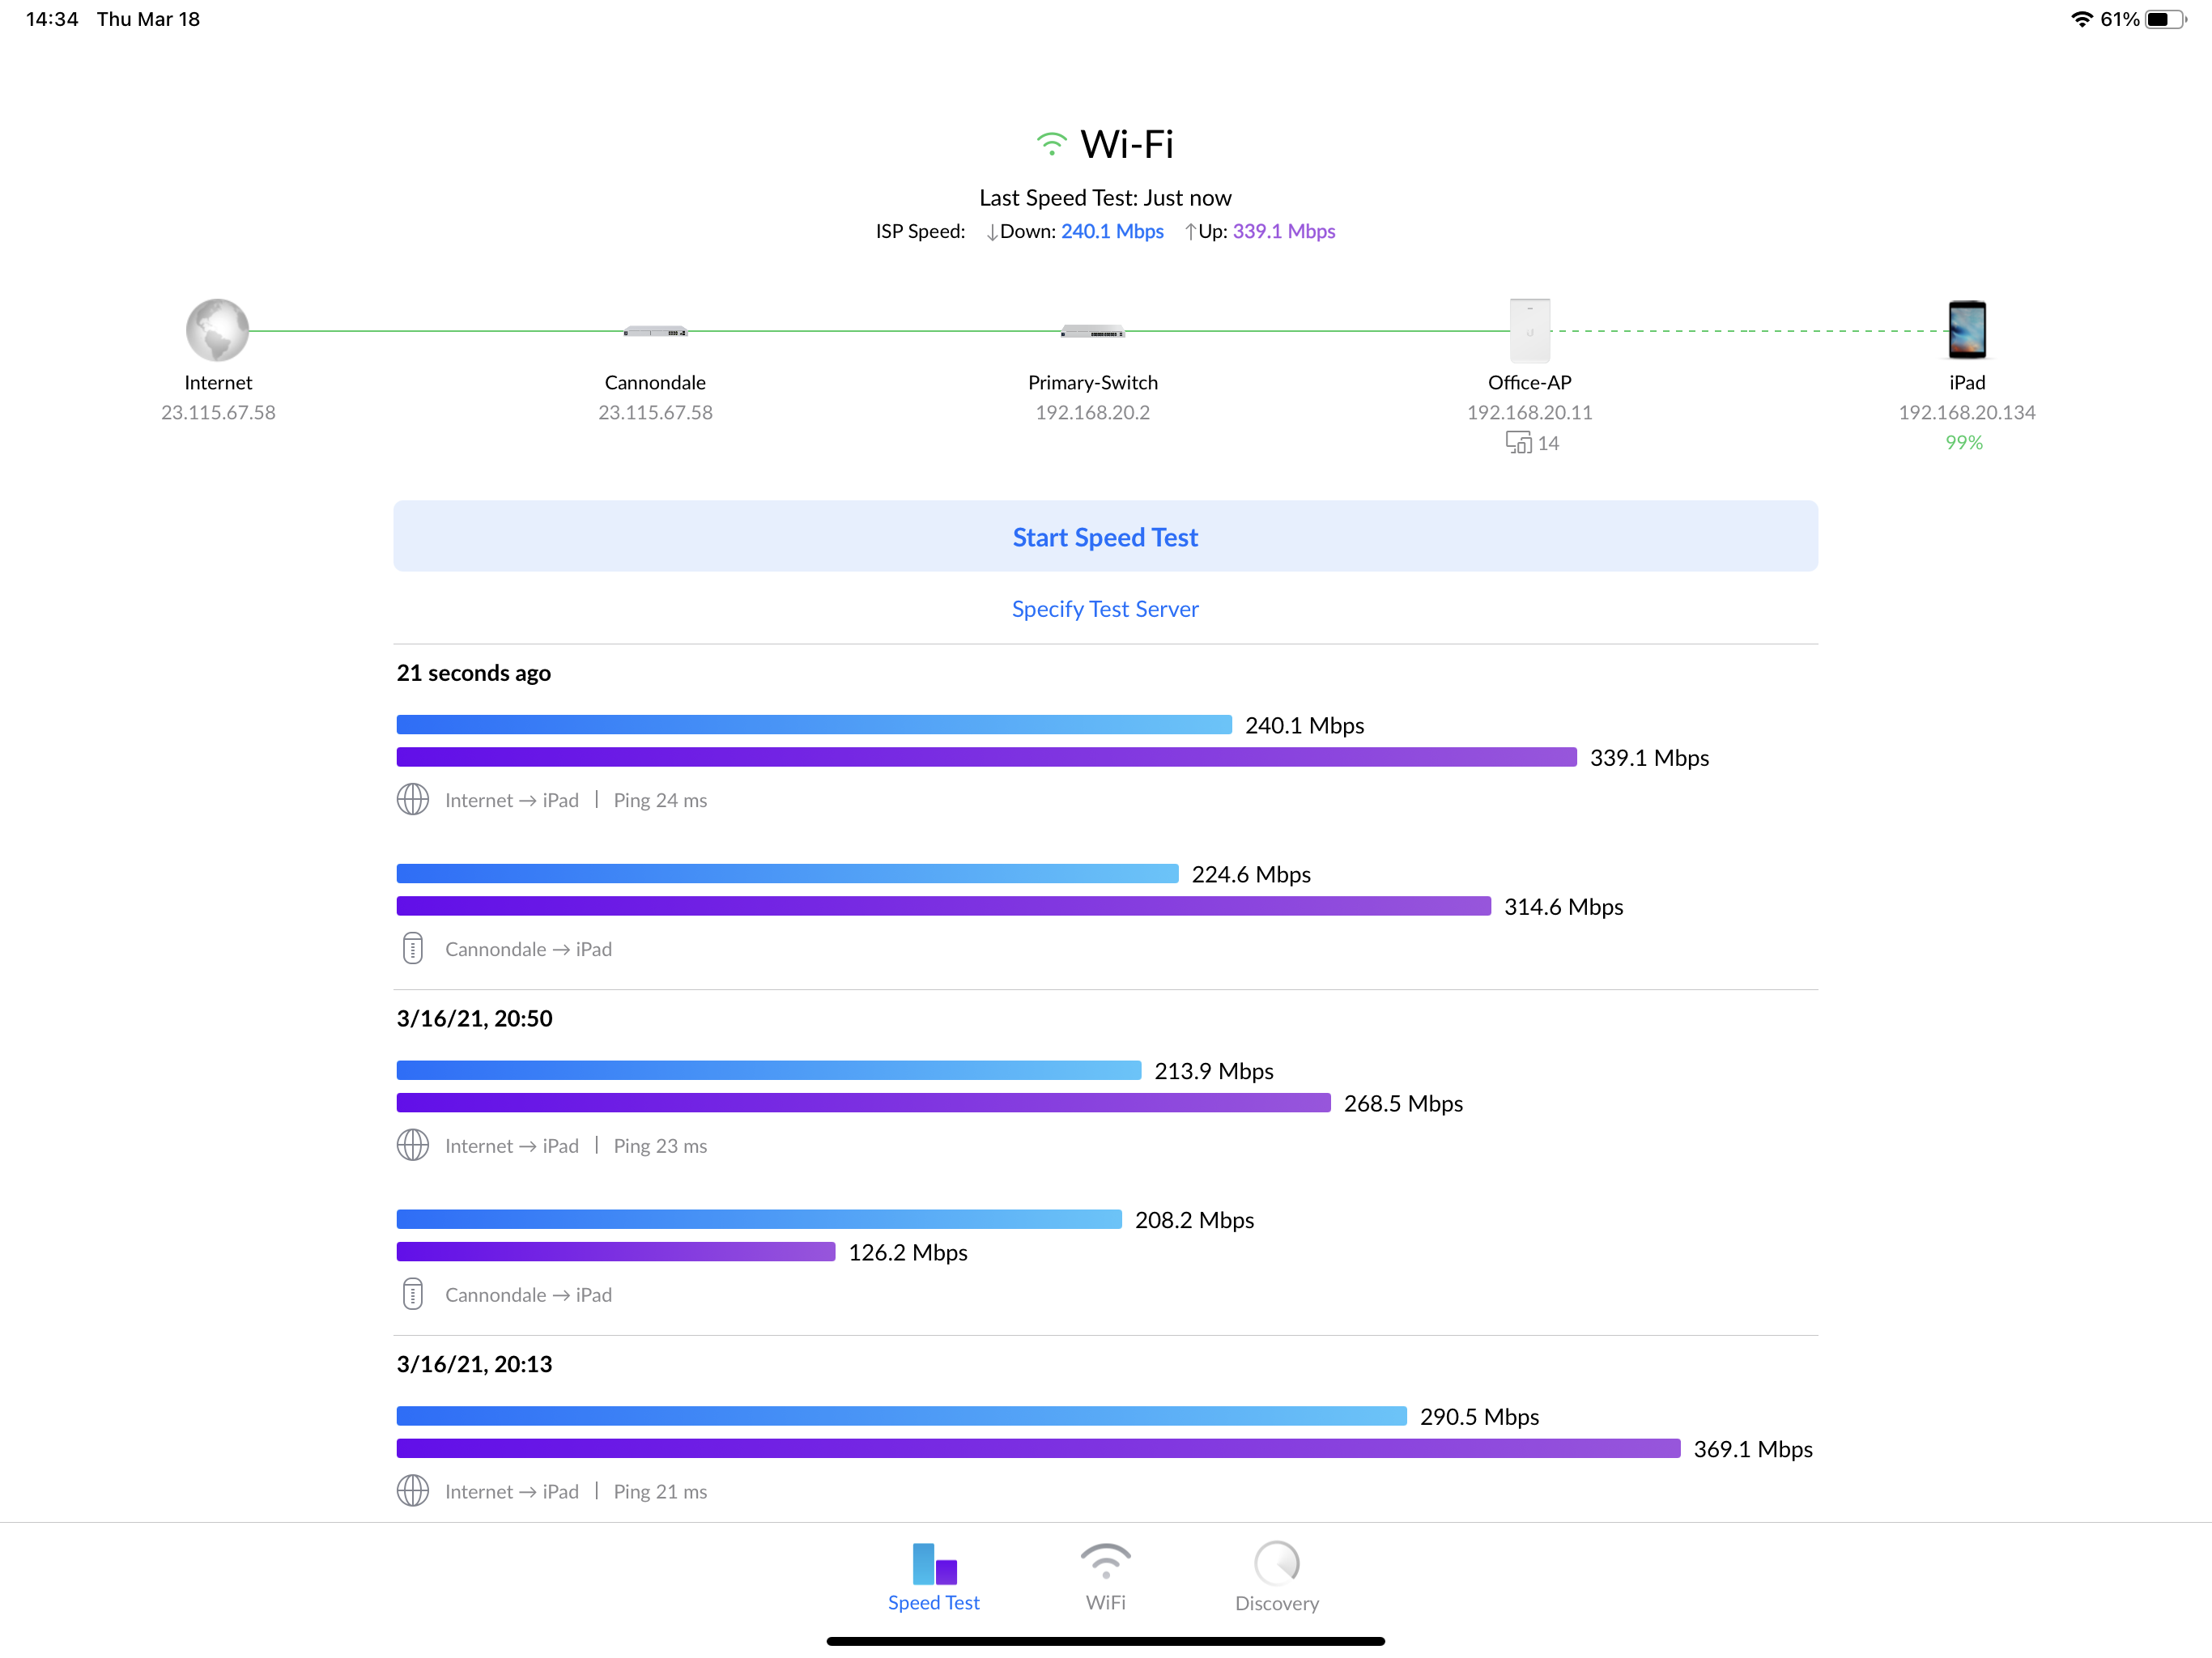 14:34 Thu Mar 18 61%
Wi-Fi
Last Speed Test: Just now
ISP Speed: ↓Down: 240.1 Mbps ↑Up: 339.1 Mbps
Internet Cannondale Primary-Switch Office-AP iPad
23.115.67.58 23.115.67.58 192.168.20.2 192.168.20.11 192.168.20.134
14 99%
Start Speed Test
Specify Test Server
21 seconds ago
240.1 Mbps
339.1 Mbps
Internet → iPad | Ping 24 ms
224.6 Mbps
314.6 Mbps
Cannondale → iPad
3/16/21, 20:50
213.9 Mbps
268.5 Mbps
Internet → iPad | Ping 23 ms
208.2 Mbps
126.2 Mbps
Cannondale → iPad
3/16/21, 20:13
290.5 Mbps
369.1 Mbps
Internet → iPad | Ping 21 ms
Speed Test WiFi Discovery